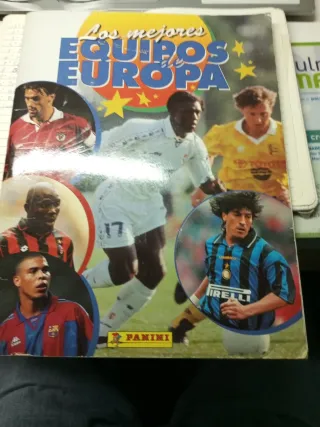 Los mejores
EQUIPOS
de
EUROPA
17
PIRELLI
PANINI